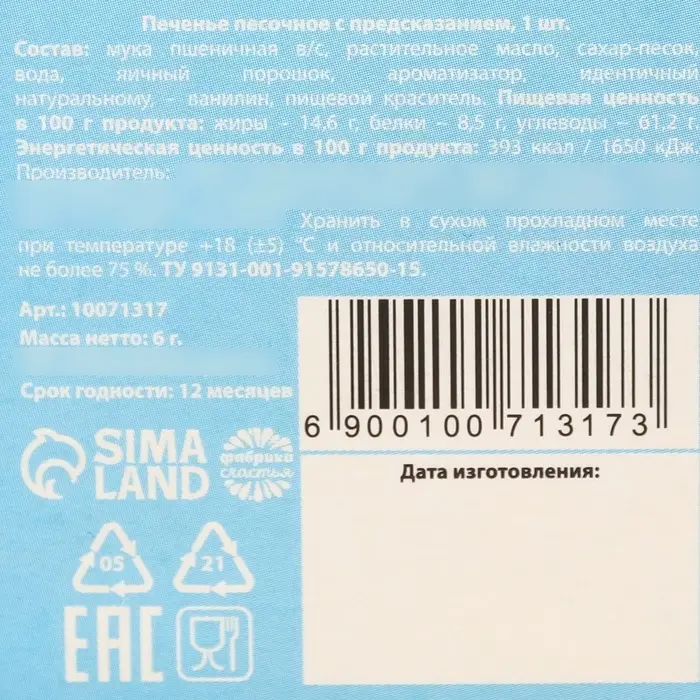 Печенье песочное с предсказанием, 1 шт.
Состав: мука пшеничная в/с, растительное масло, сахар-песок,
вода, яичный порошок, ароматизатор, идентичный
натуральному, – ванилин, пищевой краситель. Пищевая ценность
в 100 г продукта: жиры – 14,6 г, белки – 8,5 г, углеводы – 61,2 г.
Энергетическая ценность в 100 г продукта: 393 ккал / 1650 кДж.
Производитель:
Хранить в сухом прохладном месте
при температуре +18 (±5) °С и относительной влажности воздуха
не более 75 %. ТУ 9131-001-91578650-15.
Арт.: 10071317
Масса нетто: 6 г.
Срок годности: 12 месяцев
6 900100 713173
SIMA
LAND
фабрика
счастья
Дата изготовления:
05 21
EAC